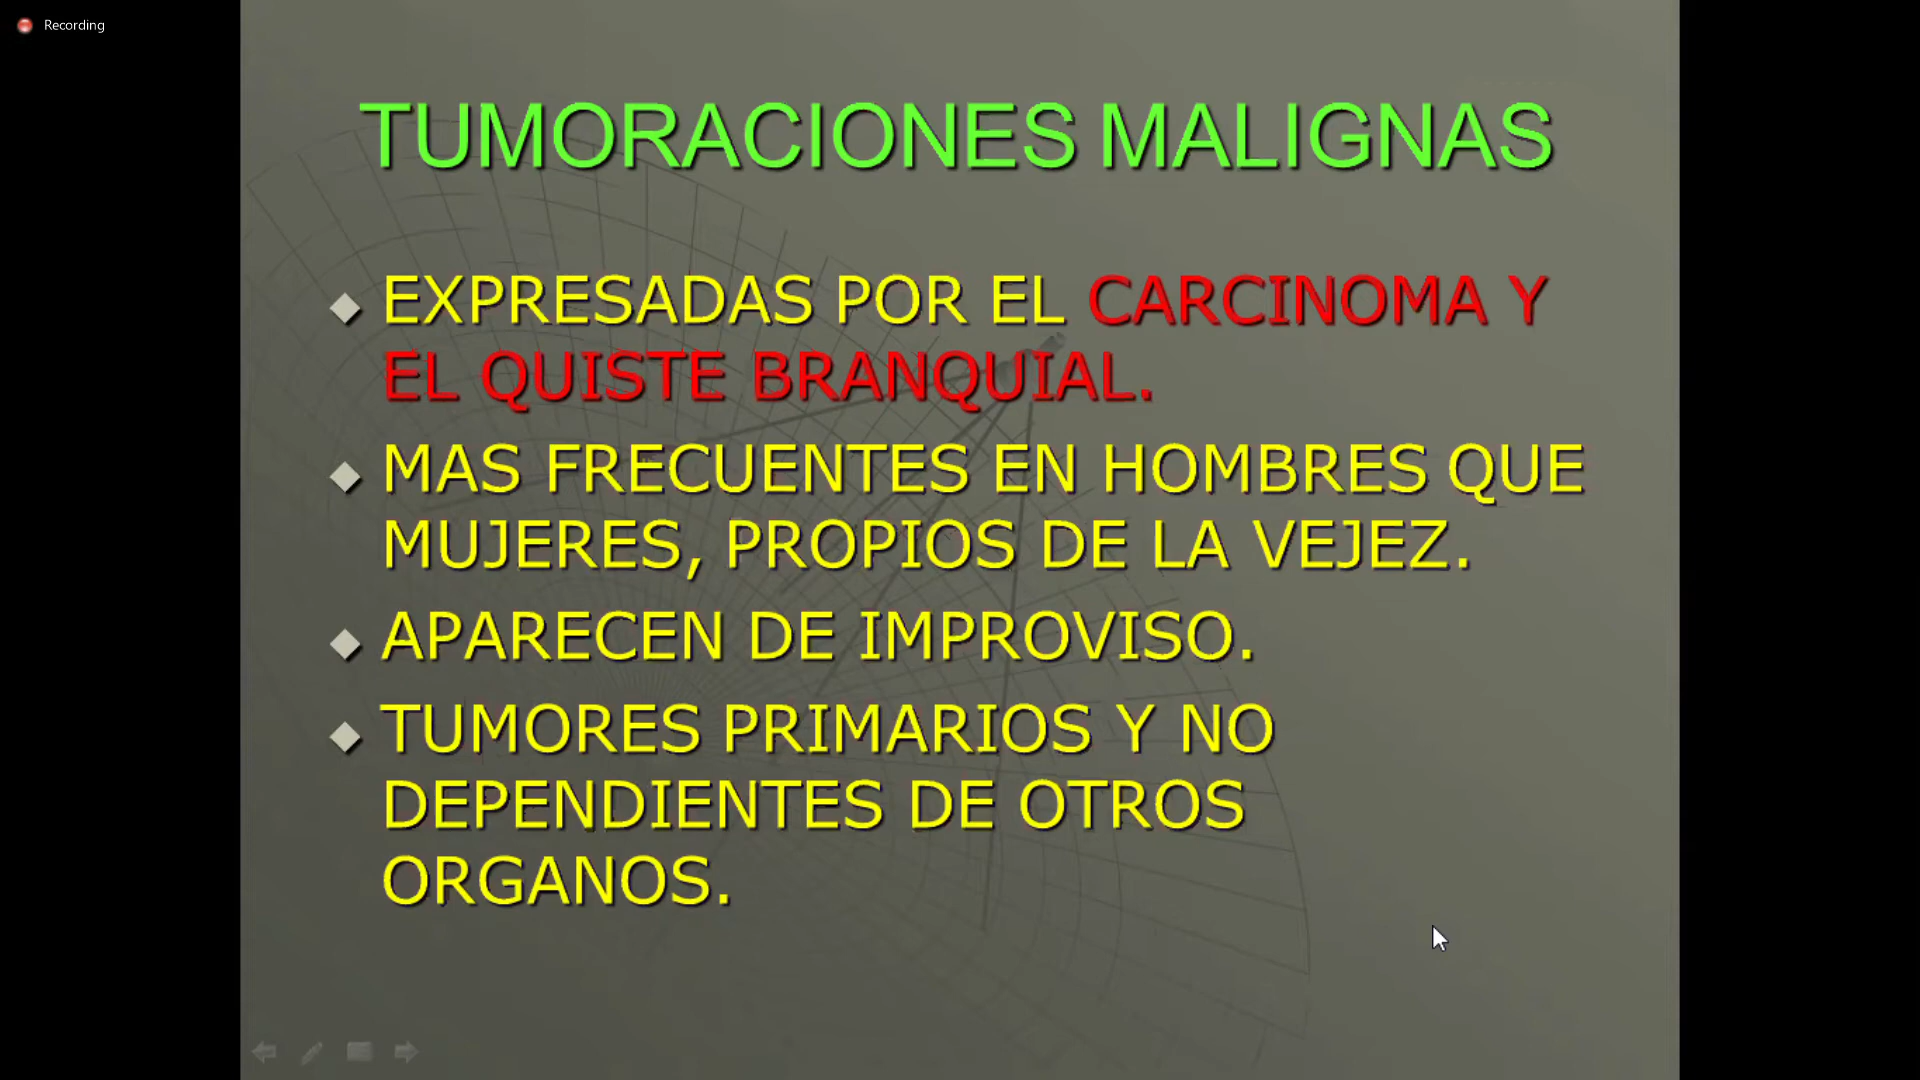 Recording
TUMORACIONES MALIGNAS
EXPRESADAS POR EL CARCINOMA Y
EL QUISTE BRANQUIAL.
MAS FRECUENTES EN HOMBRES QUE
MUJERES, PROPIOS DE LA VEJEZ.
APARECEN DE IMPROVISO.
TUMORES PRIMARIOS Y NO
DEPENDIENTES DE OTROS
ORGANOS.